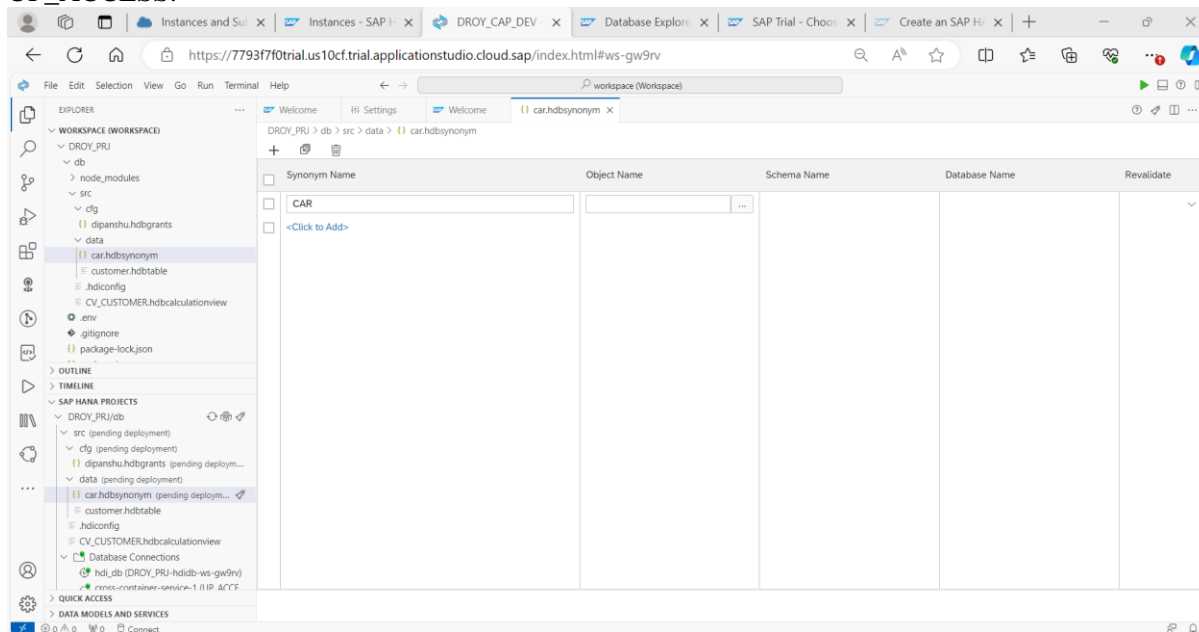 UP_ACCESS.
Instances and Sul
Instances - SAP H
DROY_CAP_DEV -
Database Explore
SAP Trial - Choos
Create an SAP H
https://7793f7f0trial.us10cf.trial.applicationstudio.cloud.sap/index.html#ws-gw9rv
File Edit Selection View Go Run Terminal Help
workspace (Workspace)
EXPLORER
Welcome
Settings
Welcome
{} car.hdbsynonym
WORKSPACE (WORKSPACE)
DROY_PRJ > db > src > data > {} car.hdbsynonym
DROY_PRJ
db
node_modules
src
cfg
{} dipanshu.hdbgrants
data
{} car.hdbsynonym
customer.hdbtable
.hdiconfig
CV_CUSTOMER.hdbcalculationview
.env
.gitignore
{} package-lock.json
Synonym Name Object Name Schema Name Database Name Revalidate
CAR ...
<Click to Add>
OUTLINE
TIMELINE
SAP HANA PROJECTS
DROY_PRJ/db
src (pending deployment)
cfg (pending deployment)
{} dipanshu.hdbgrants (pending deploym...
data (pending deployment)
{} car.hdbsynonym (pending deploym...
customer.hdbtable
.hdiconfig
CV_CUSTOMER.hdbcalculationview
Database Connections
hdi_db (DROY_PRJ-hdidb-ws-gw9rv)
cross-container-service-1 (UP_ACCE
QUICK ACCESS
DATA MODELS AND SERVICES
0 0 0 Connect